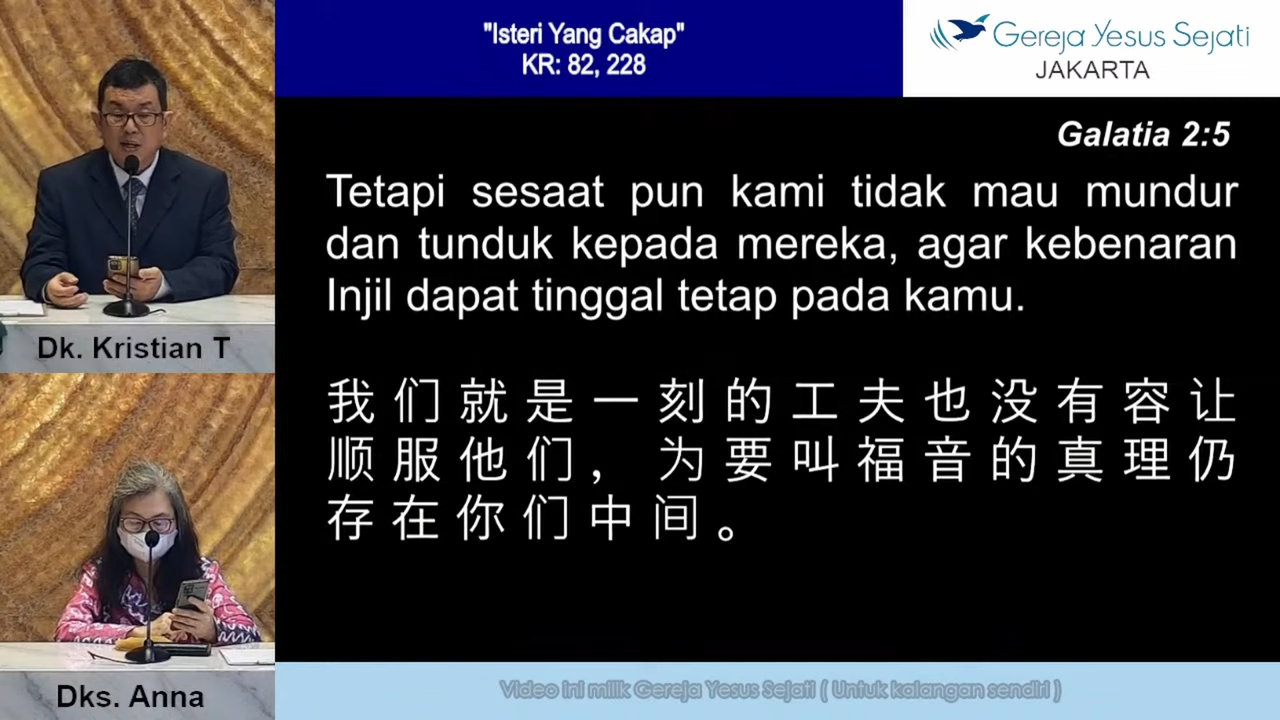 "Isteri Yang Cakap"
KR: 82, 228
Gereja Yesus Sejati
JAKARTA
Galatia 2:5
Tetapi sesaat pun kami tidak mau mundur
dan tunduk kepada mereka, agar kebenaran
Injil dapat tinggal tetap pada kamu.
我们就是一刻的工夫也没有容让
顺服他们，为要叫福音的真理仍
存在你们中间。
Dk. Kristian T
Dks. Anna
Video ini milik Gereja Yesus Sejati ( Untuk kalangan sendiri )